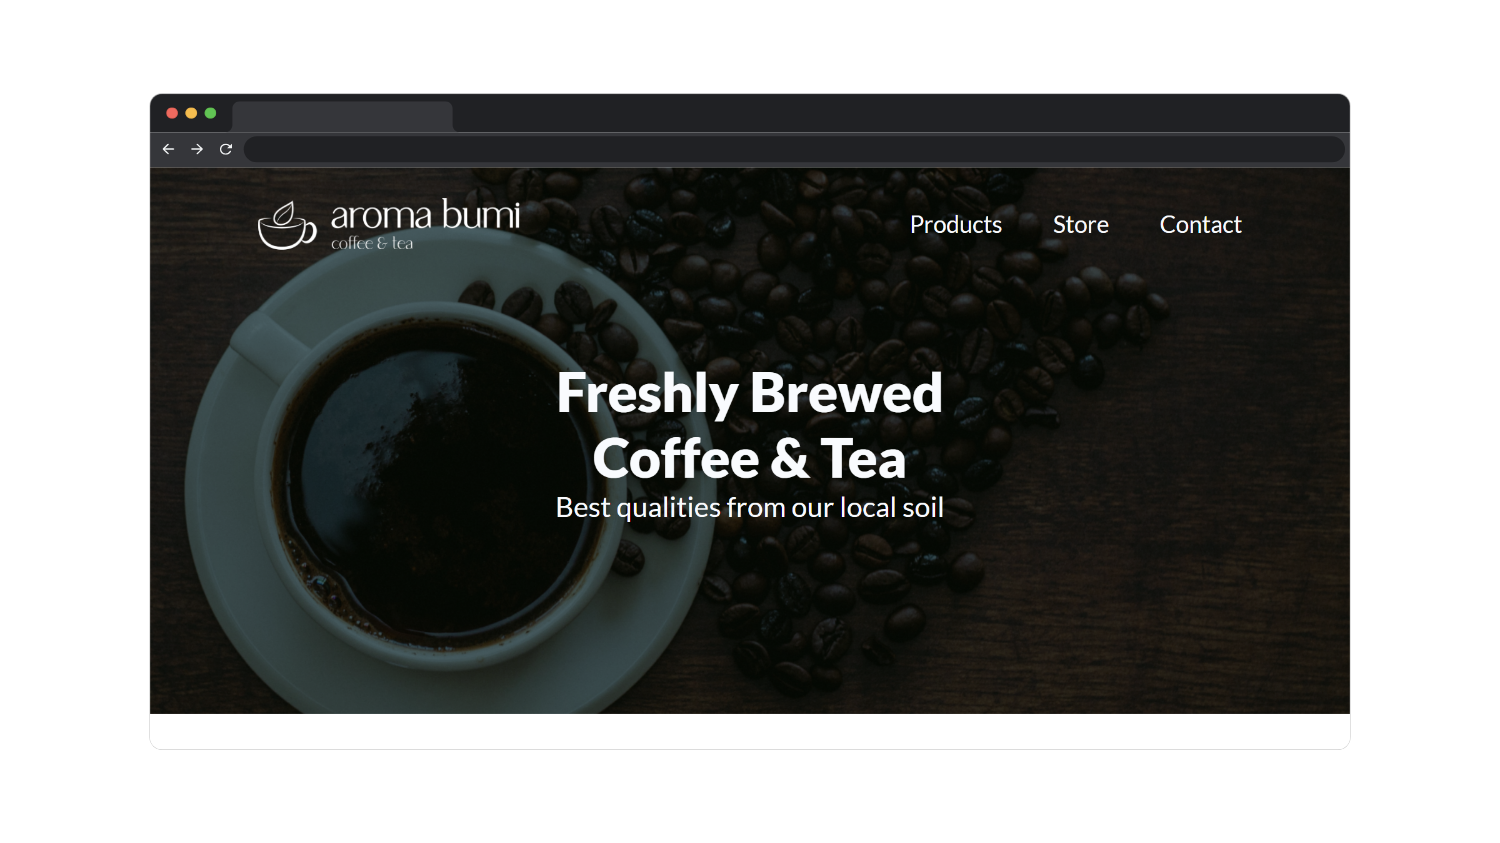 aroma bumi
coffee & tea
Products Store Contact
Freshly Brewed
Coffee & Tea
Best qualities from our local soil